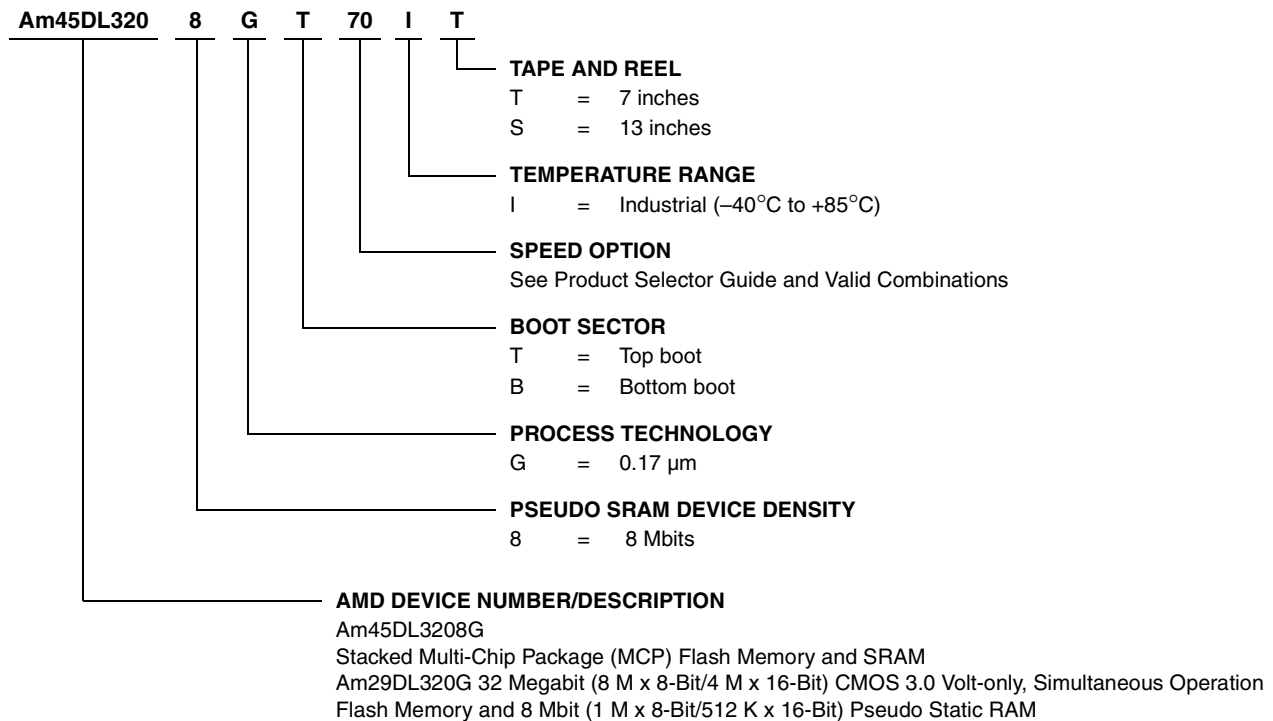 Am45DL320 8 G T 70 I T
TAPE AND REEL
T = 7 inches
S = 13 inches
TEMPERATURE RANGE
I = Industrial (–40°C to +85°C)
SPEED OPTION
See Product Selector Guide and Valid Combinations
BOOT SECTOR
T = Top boot
B = Bottom boot
PROCESS TECHNOLOGY
G = 0.17 µm
PSEUDO SRAM DEVICE DENSITY
8 = 8 Mbits
AMD DEVICE NUMBER/DESCRIPTION
Am45DL3208G
Stacked Multi-Chip Package (MCP) Flash Memory and SRAM
Am29DL320G 32 Megabit (8 M x 8-Bit/4 M x 16-Bit) CMOS 3.0 Volt-only, Simultaneous Operation
Flash Memory and 8 Mbit (1 M x 8-Bit/512 K x 16-Bit) Pseudo Static RAM